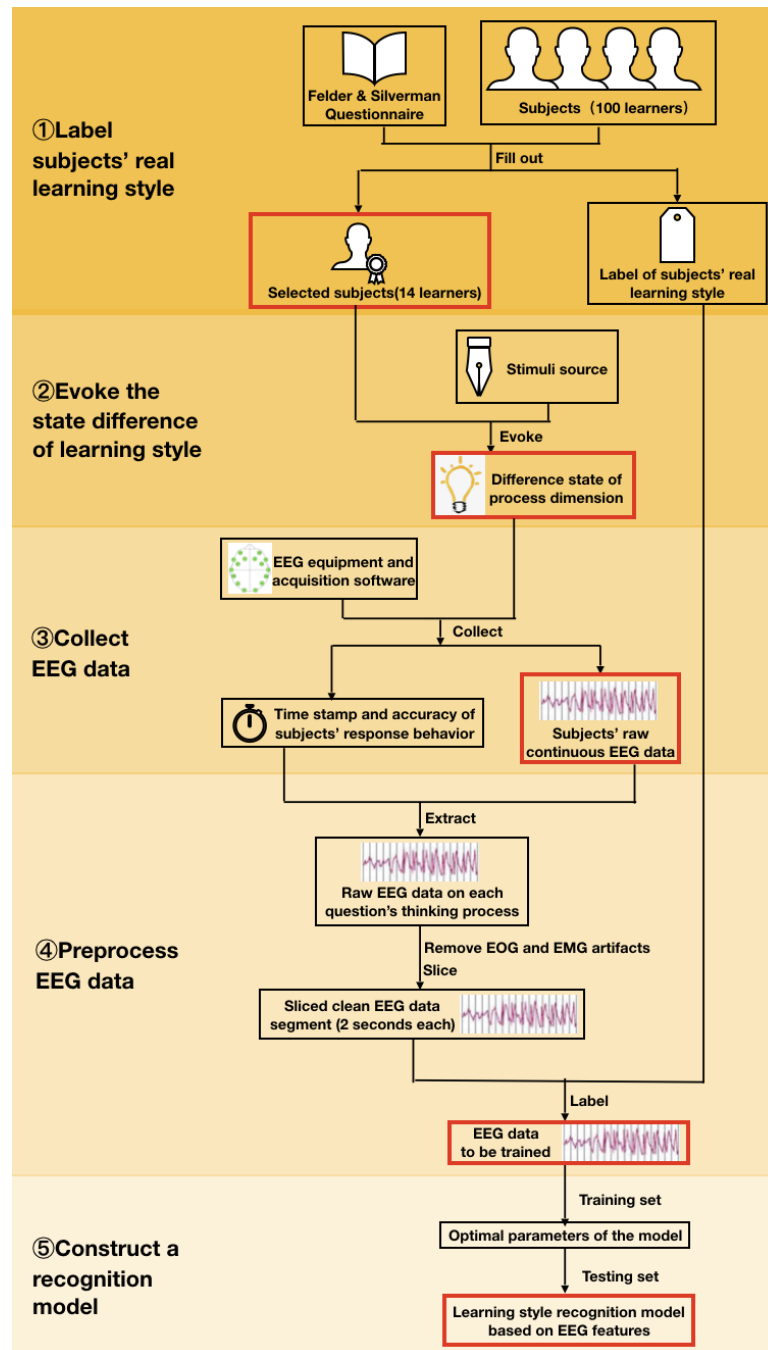 ①Label
subjects' real
learning style
Felder & Silverman
Questionnaire
Subjects（100 learners）
Fill out
Selected subjects(14 learners)
Label of subjects' real
learning style
②Evoke the
state difference
of learning style
Stimuli source
Evoke
Difference state of
process dimension
③Collect
EEG data
EEG equipment and
acquisition software
Collect
Time stamp and accuracy of
subjects' response behavior
Subjects' raw
continuous EEG data
④Preprocess
EEG data
Extract
Raw EEG data on each
question's thinking process
Remove EOG and EMG artifacts
Slice
Sliced clean EEG data
segment (2 seconds each)
Label
EEG data
to be trained
⑤Construct a
recognition
model
Training set
Optimal parameters of the model
Testing set
Learning style recognition model
based on EEG features